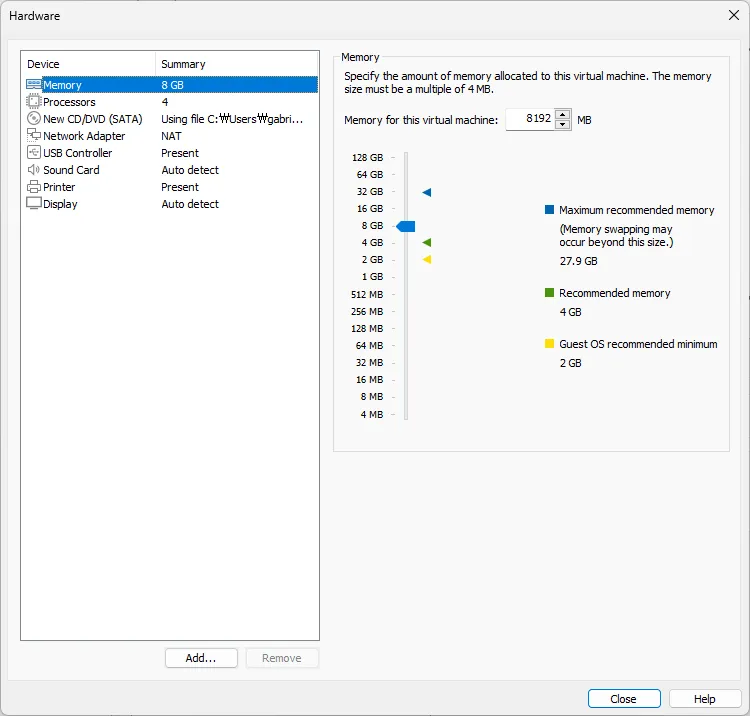 Hardware
Device Summary
Memory 8 GB
Processors 4
New CD/DVD (SATA) Using file C:₩Users₩gabri...
Network Adapter NAT
USB Controller Present
Sound Card Auto detect
Printer Present
Display Auto detect
Add... Remove
Memory
Specify the amount of memory allocated to this virtual machine. The memory
size must be a multiple of 4 MB.
Memory for this virtual machine: 8192 MB
128 GB
64 GB
32 GB
16 GB
8 GB
4 GB
2 GB
1 GB
512 MB
256 MB
128 MB
64 MB
32 MB
16 MB
8 MB
4 MB
Maximum recommended memory
(Memory swapping may
occur beyond this size.)
27.9 GB
Recommended memory
4 GB
Guest OS recommended minimum
2 GB
Close Help